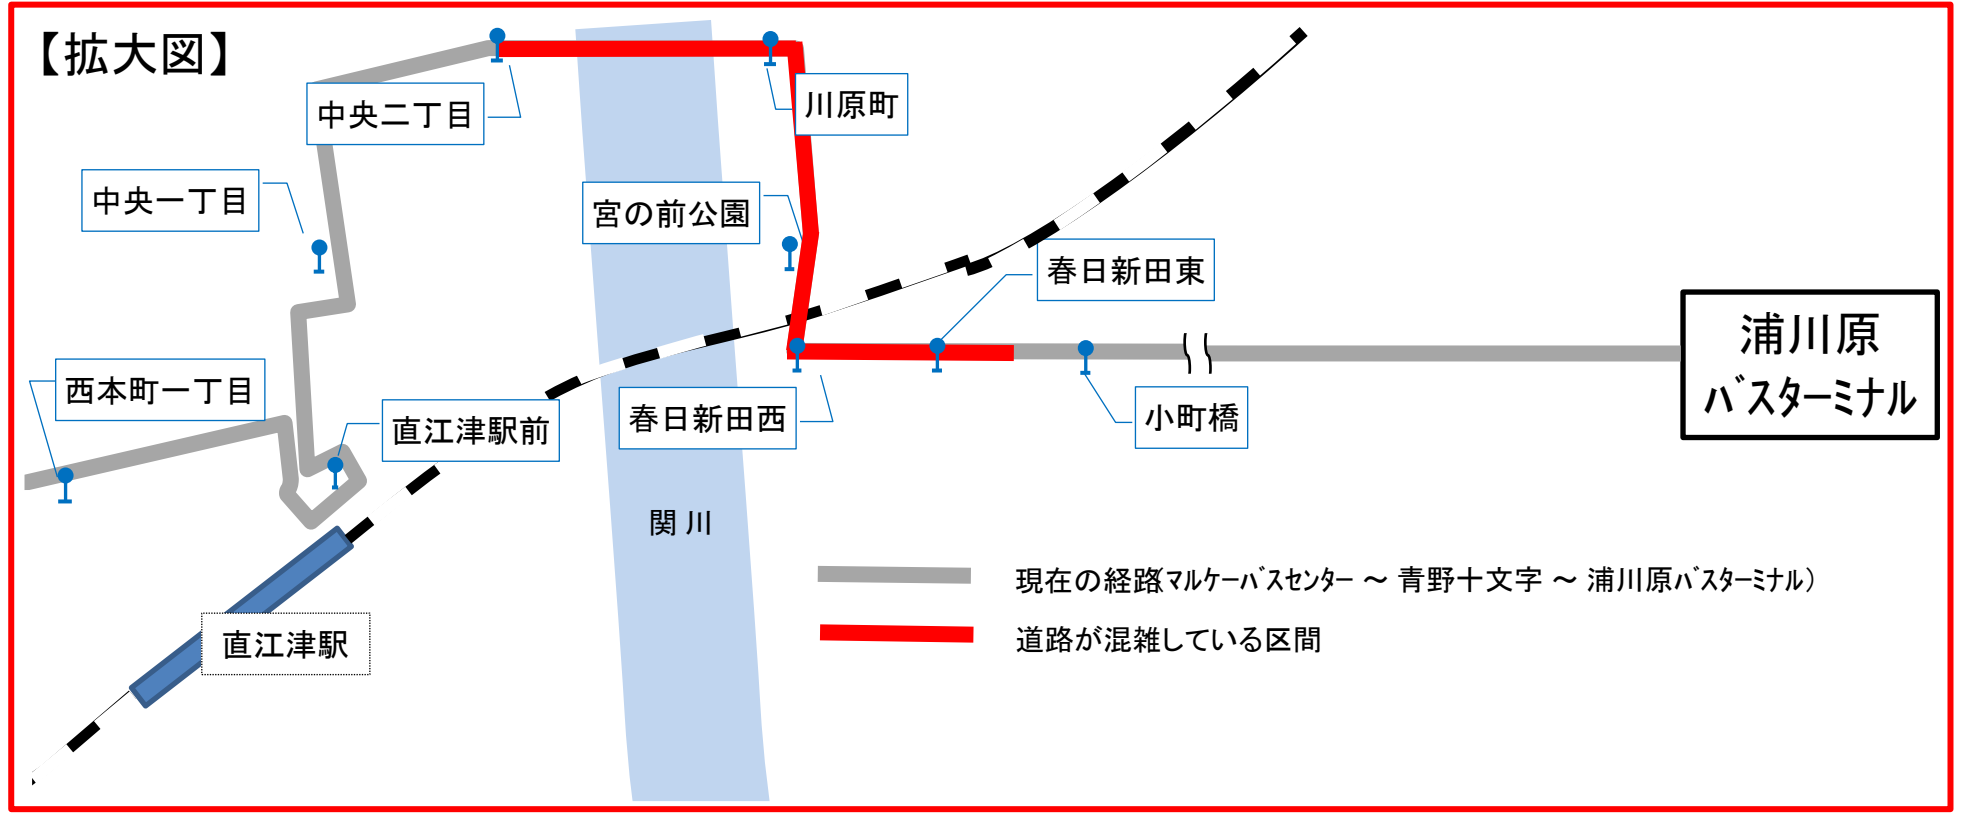 【拡大図】
中央二丁目
川原町
中央一丁目
宮の前公園
春日新田東
浦川原
ﾊﾞｽﾀｰﾐﾅﾙ
西本町一丁目
直江津駅前
春日新田西
小町橋
関川
現在の経路(ﾏﾙｹｰﾊﾞｽｾﾝﾀｰ ～ 青野十文字 ～ 浦川原ﾊﾞｽﾀｰﾐﾅﾙ)
道路が混雑している区間
直江津駅